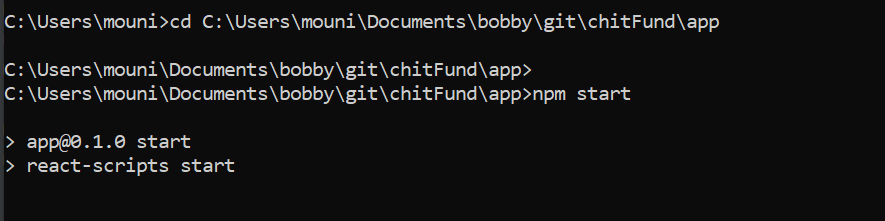 C:\Users\mouni>cd C:\Users\mouni\Documents\bobby\git\chitFund\app
C:\Users\mouni\Documents\bobby\git\chitFund\app>
C:\Users\mouni\Documents\bobby\git\chitFund\app>npm start
> app@0.1.0 start
> react-scripts start